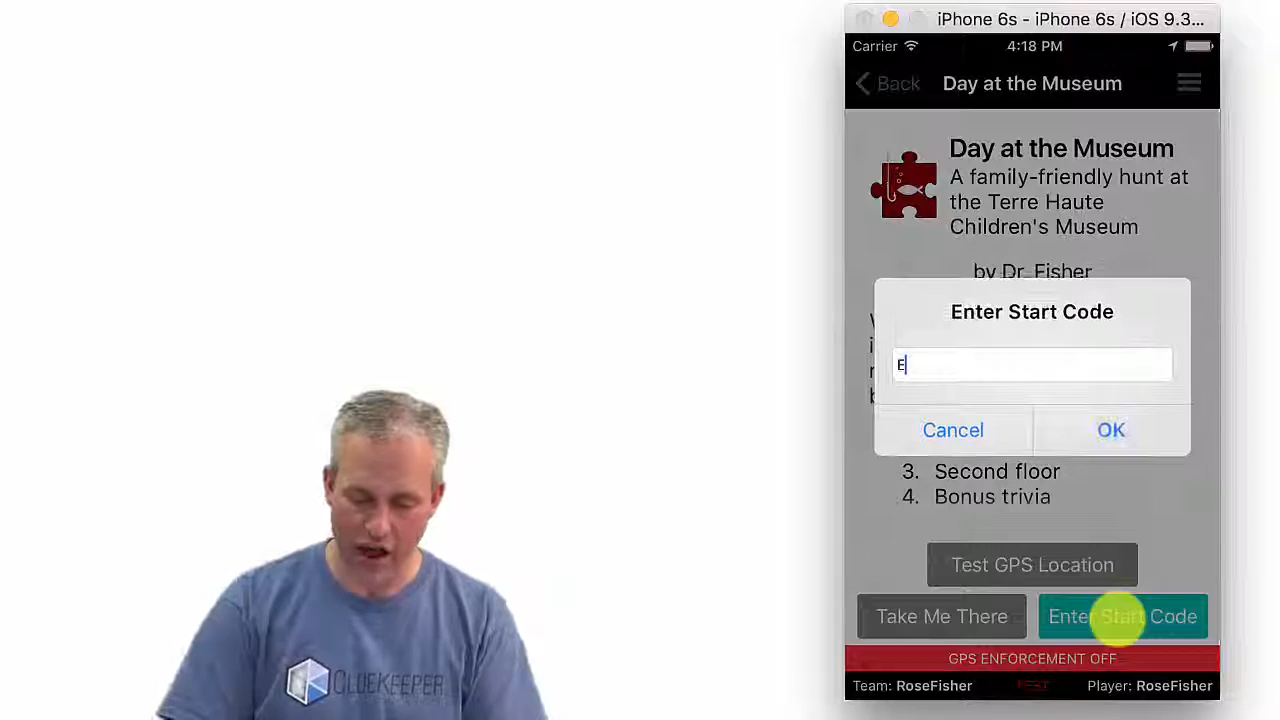 iPhone 6s - iPhone 6s / iOS 9.3...
Carrier
4:18 PM
Back
Day at the Museum
Day at the Museum
A family-friendly hunt at
the Terre Haute
Children's Museum
by Dr. Fisher
Enter Start Code
E
Cancel
OK
3. Second floor
4. Bonus trivia
Test GPS Location
Take Me There
Enter Start Code
GPS ENFORCEMENT OFF
Team: RoseFisher
TEST
Player: RoseFisher
CLUEKEEPER